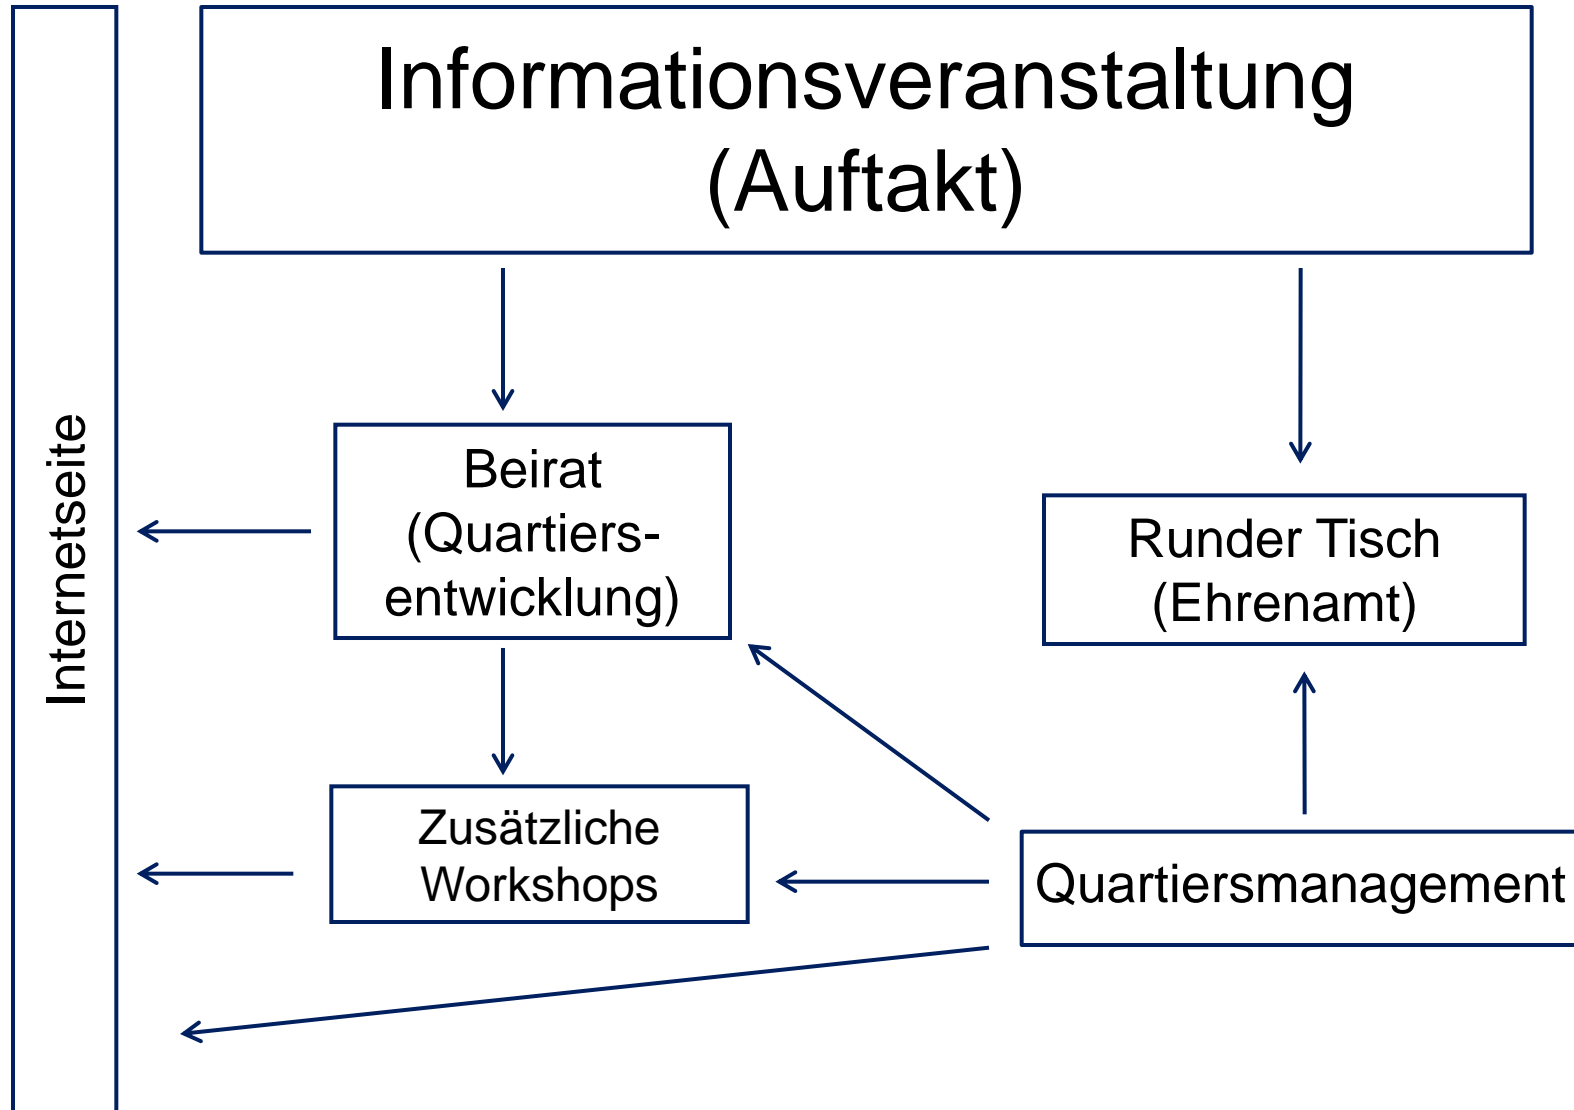 Informationsveranstaltung
(Auftakt)
Internetseite
Beirat
(Quartiers-
entwicklung)
Runder Tisch
(Ehrenamt)
Zusätzliche
Workshops
Quartiersmanagement